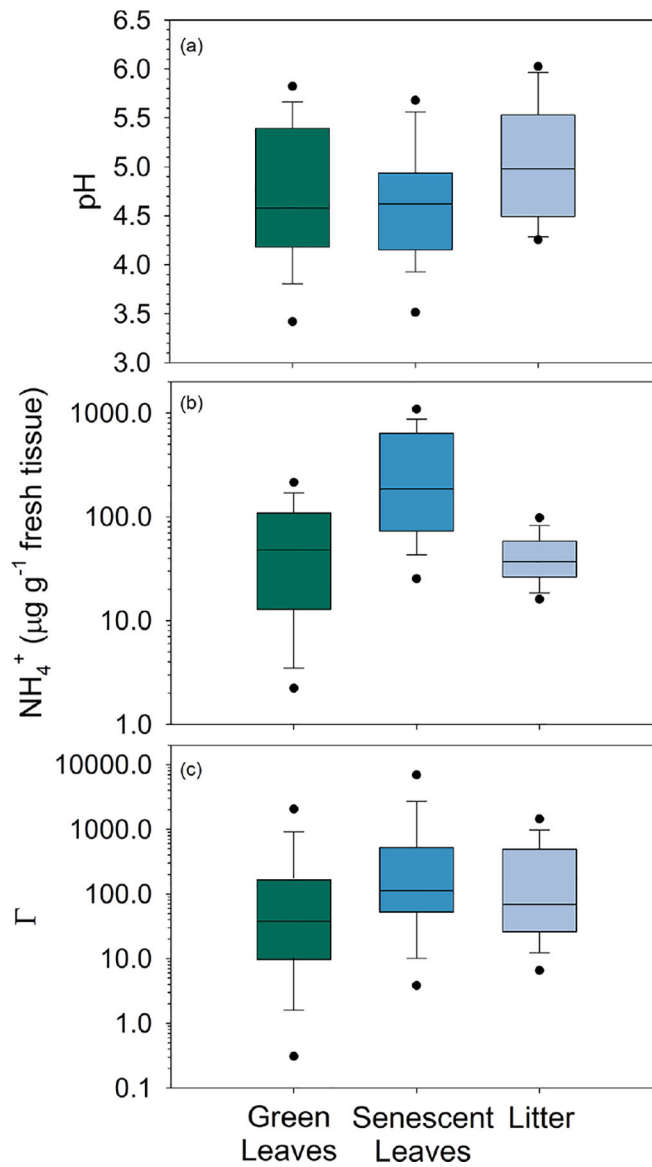 (a)
6.5
6.0
5.5
5.0
4.5
4.0
3.5
3.0
pH
(b)
1000.0
100.0
10.0
1.0
NH₄⁺ (μg g⁻¹ fresh tissue)
(c)
10000.0
1000.0
100.0
10.0
1.0
0.1
Γ
Green Senescent Litter
Leaves Leaves